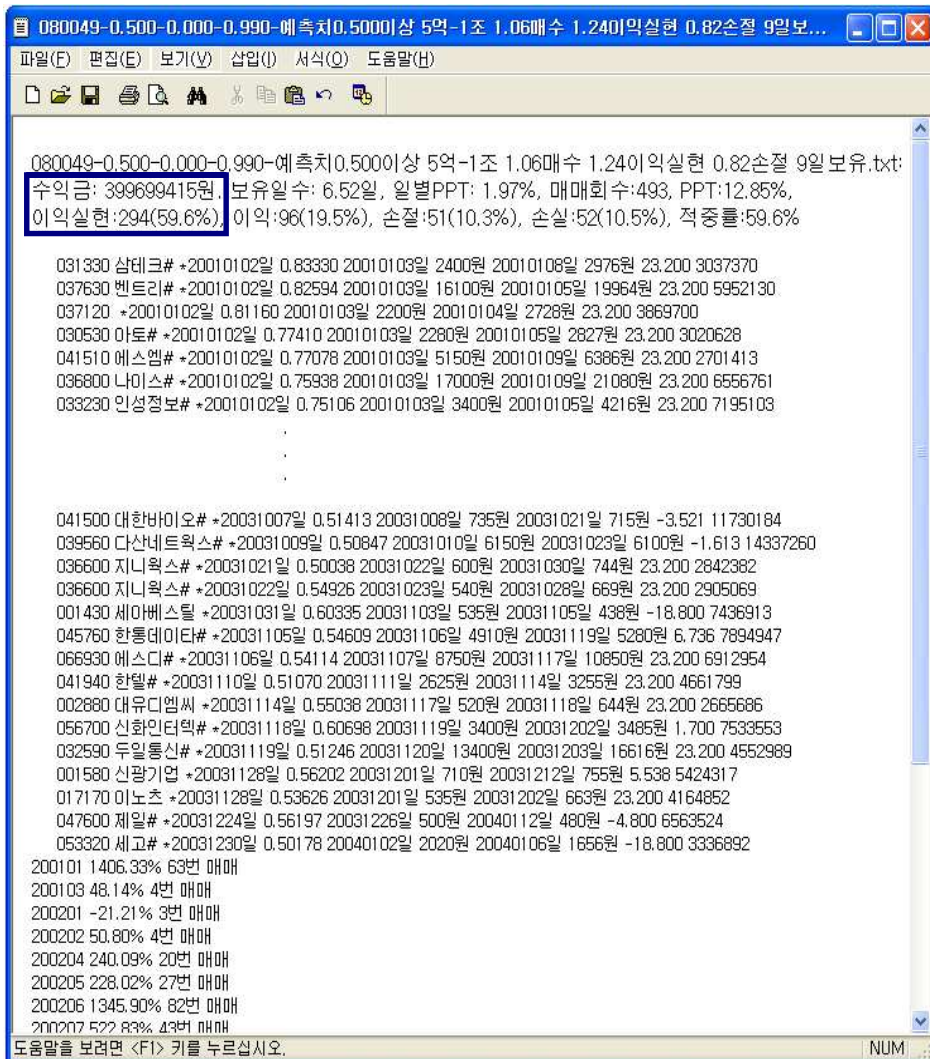 080049-0.500-0.000-0.990-예측치0.5000이상 5억-1조 1.06매수 1.240이익실현 0.82손절 9일보...
파일(F) 편집(E) 보기(V) 삽입(I) 서식(O) 도움말(H)
080049-0.500-0.000-0.990-예측치0.5000이상 5억-1조 1.06매수 1.24이익실현 0.82손절 9일보유.txt:
수익금: 399699415원, 보유일수: 6.52일, 일별PPT: 1.97%, 매매회수:493, PPT:12.85%,
이익실현:294(59.6%), 이익:96(19.5%), 손절:51(10.3%), 손실:52(10.5%), 적중률:59.6%
031330 삼테크# *20010102일 0.83330 20010103일 2400원 20010108일 2976원 23.200 3037370
037630 벤트리# *20010102일 0.82594 20010103일 16100원 20010105일 19964원 23.200 5952130
037120 *20010102일 0.81160 20010103일 2200원 20010104일 2728원 23.200 3869700
030530 아토# *20010102일 0.77410 20010103일 2280원 20010105일 2827원 23.200 3020628
041510 에스엠# *20010102일 0.77078 20010103일 5150원 20010109일 6386원 23.200 2701413
036800 나이스# *20010102일 0.75938 20010103일 17000원 20010109일 21080원 23.200 6556761
033230 인성정보# *20010102일 0.75106 20010103일 3400원 20010105일 4216원 23.200 7195103
.
.
.
041500 대한바이오# *20031007일 0.51413 20031008일 735원 20031021일 715원 -3.521 11730184
039560 다산네트웍스# *20031009일 0.50847 20031010일 6150원 20031023일 6100원 -1.613 14337260
036600 지니웍스# *20031021일 0.50038 20031022일 600원 20031030일 744원 23.200 2842382
036600 지니웍스# *20031022일 0.54926 20031023일 540원 20031028일 669원 23.200 2905069
001430 세아베스틸 *20031031일 0.60335 20031103일 535원 20031105일 438원 -18.800 7436913
045760 한통데이타# *20031105일 0.54609 20031106일 4910원 20031119일 5280원 6.736 7894947
066930 에스디# *20031106일 0.54114 20031107일 8750원 20031117일 10850원 23.200 6912954
041940 한텔# *20031110일 0.51070 20031111일 2625원 20031114일 3255원 23.200 4661799
002880 대유디엠씨 *20031114일 0.55038 20031117일 520원 20031118일 644원 23.200 2665686
056700 신화인터텍# *20031118일 0.60698 20031119일 3400원 20031202일 3485원 1.700 7533553
032590 두일통신# *20031119일 0.51246 20031120일 13400원 20031203일 16616원 23.200 4552989
001580 신광기업 *20031128일 0.56202 20031201일 710원 20031212일 755원 5.538 5424317
017170 이노츠 *20031128일 0.53626 20031201일 535원 20031202일 663원 23.200 4164852
047600 제일# *20031224일 0.56197 20031226일 500원 20040112일 480원 -4.800 6563524
053320 세고# *20031230일 0.50178 20040102일 2020원 20040106일 1656원 -18.800 3336892
200101 1406.33% 63번 매매
200103 48.14% 4번 매매
200201 -21.21% 3번 매매
200202 50.80% 4번 매매
200204 240.09% 20번 매매
200205 228.02% 27번 매매
200206 1345.90% 82번 매매
200207 522.83% 43번 매매
도움말을 보려면 <F1> 키를 누르십시오. NUM